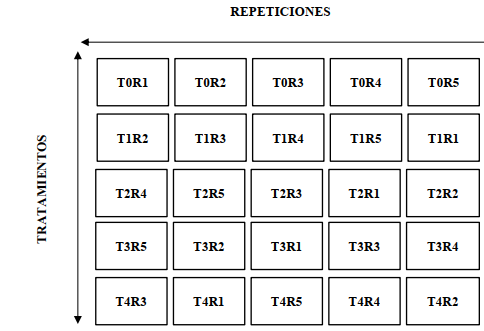 REPETICIONES
TRATAMIENTOS
T0R1 T0R2 T0R3 T0R4 T0R5
T1R2 T1R3 T1R4 T1R5 T1R1
T2R4 T2R5 T2R3 T2R1 T2R2
T3R5 T3R2 T3R1 T3R3 T3R4
T4R3 T4R1 T4R5 T4R4 T4R2